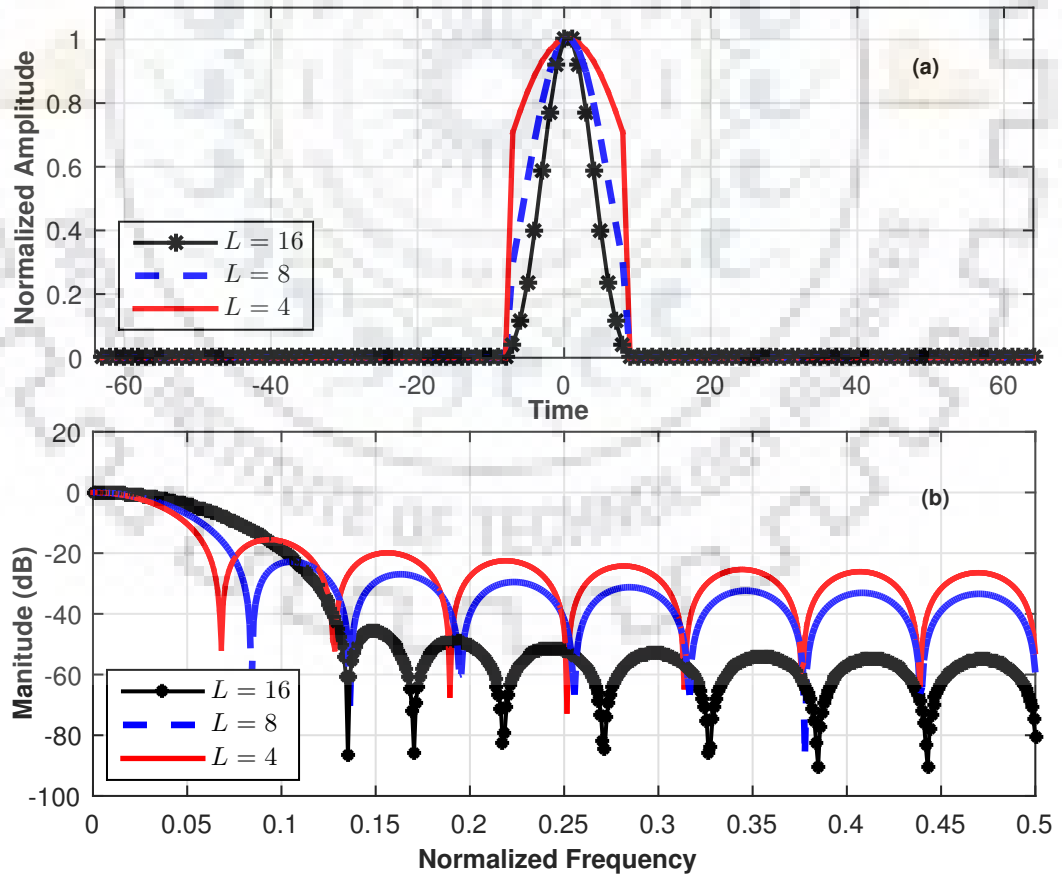 1
0.8
0.6
0.4
0.2
0
Normalized Amplitude
(a)
L = 16
L = 8
L = 4
-60 -40 -20 0 20 40 60
Time
20
0
-20
-40
-60
-80
-100
Manitude (dB)
(b)
L = 16
L = 8
L = 4
0 0.05 0.1 0.15 0.2 0.25 0.3 0.35 0.4 0.45 0.5
Normalized Frequency